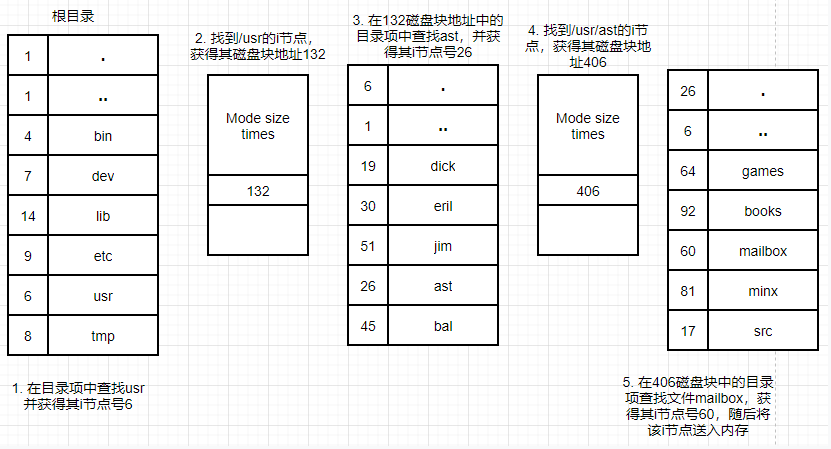 根目录
1 .
1 ..
4 bin
7 dev
14 lib
9 etc
6 usr
8 tmp
1. 在目录项中查找usr
并获得其i节点号6
2. 找到/usr的i节点,
获得其磁盘块地址132
Mode size
times
132
3. 在132磁盘块地址中的
目录项中查找ast，并获
得其i节点号26
6 .
1 ..
19 dick
30 eril
51 jim
26 ast
45 bal
4. 找到/usr/ast的i节
点，获得其磁盘块地
址406
Mode size
times
406
26 .
6 ..
64 games
92 books
60 mailbox
81 minx
17 src
5. 在406磁盘块中的目录
项查找文件mailbox，获
得其i节点号60，随后将
该i节点送入内存